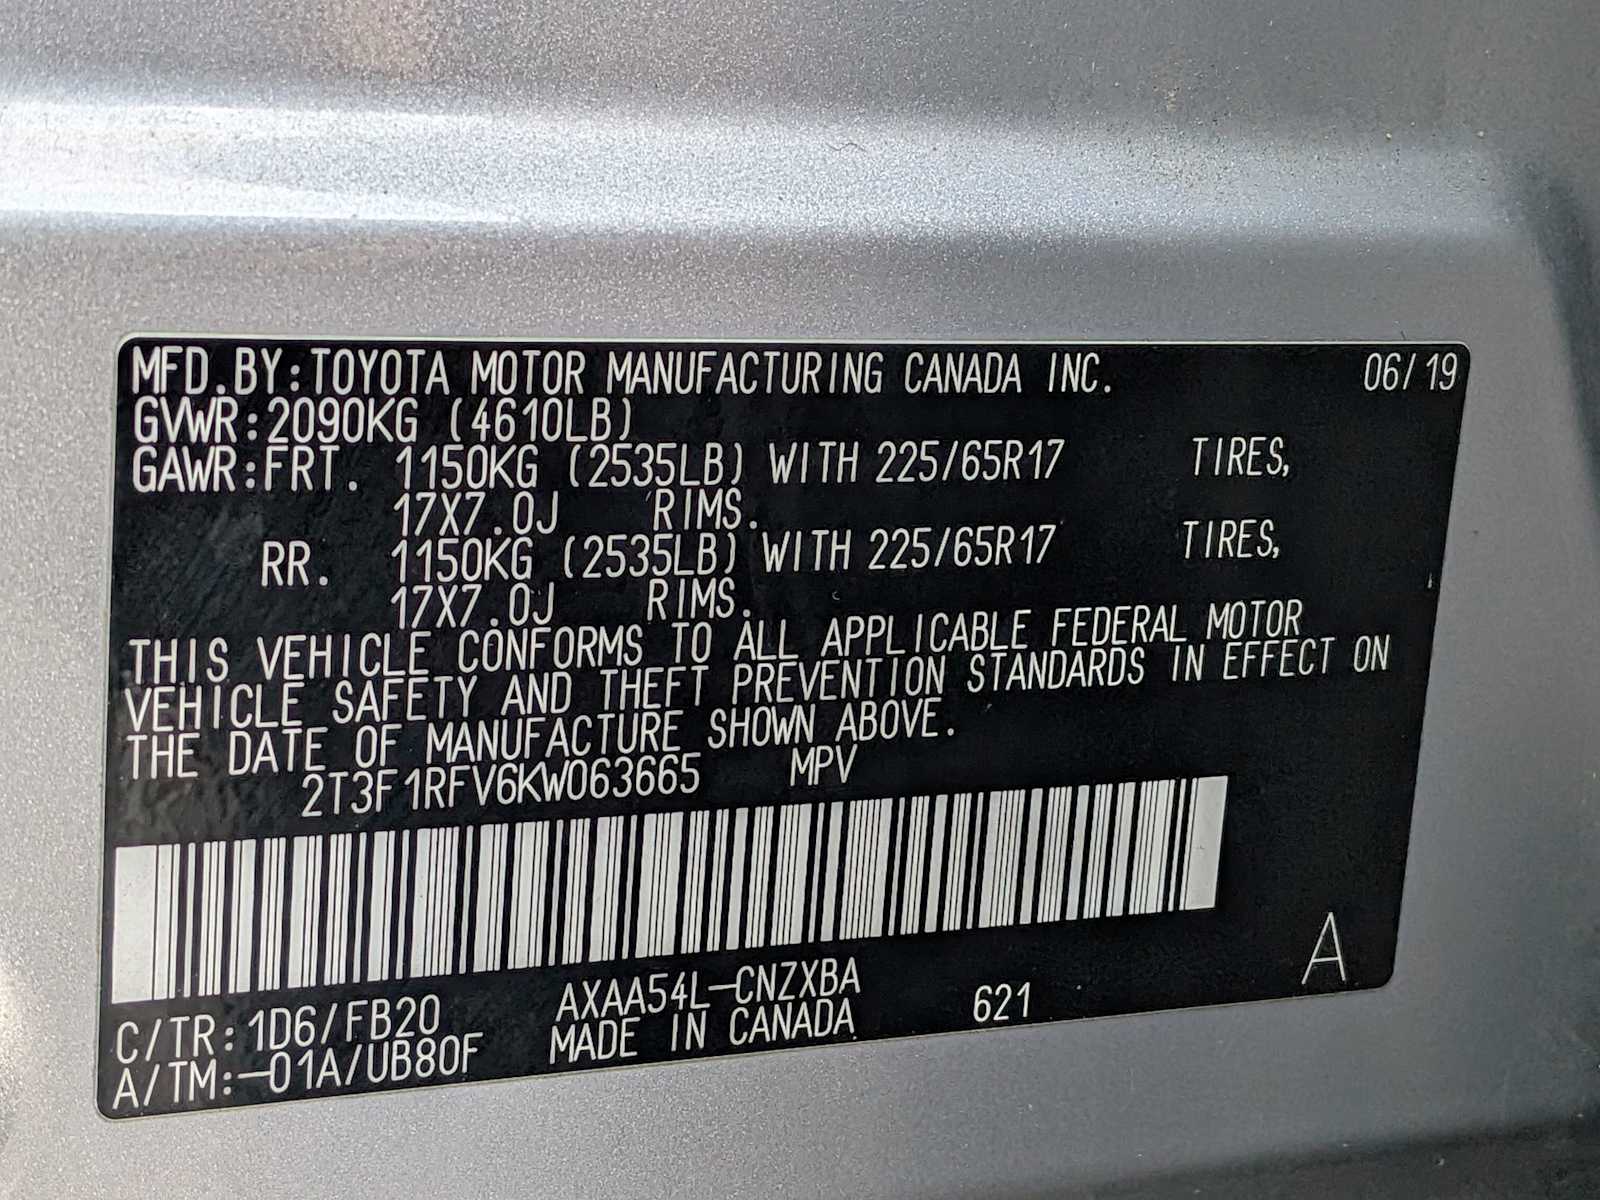 MFD.BY:TOYOTA MOTOR MANUFACTURING CANADA INC. 06/19
GVWR:2090KG (4610LB)
GAWR:FRT. 1150KG (2535LB) WITH 225/65R17 TIRES,
17X7.0J RIMS.
RR. 1150KG (2535LB) WITH 225/65R17 TIRES,
17X7.0J RIMS.
THIS VEHICLE CONFORMS TO ALL APPLICABLE FEDERAL MOTOR
VEHICLE SAFETY AND THEFT PREVENTION STANDARDS IN EFFECT ON
THE DATE OF MANUFACTURE SHOWN ABOVE.
2T3F1RFV6KW063665 MPV
A
C/TR:1D6/FB20 AXAA54L-CNZXBA
A/TM:-01A/UB80F MADE IN CANADA 621